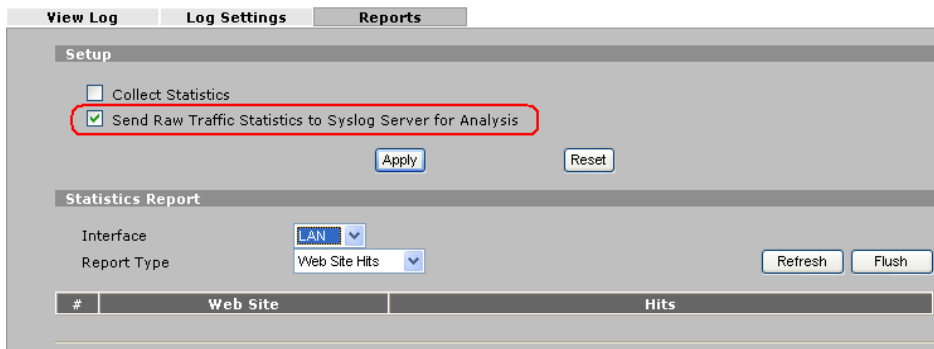 View Log Log Settings Reports
Setup
Collect Statistics
Send Raw Traffic Statistics to Syslog Server for Analysis
Apply Reset
Statistics Report
Interface LAN
Report Type Web Site Hits Refresh Flush
# Web Site Hits